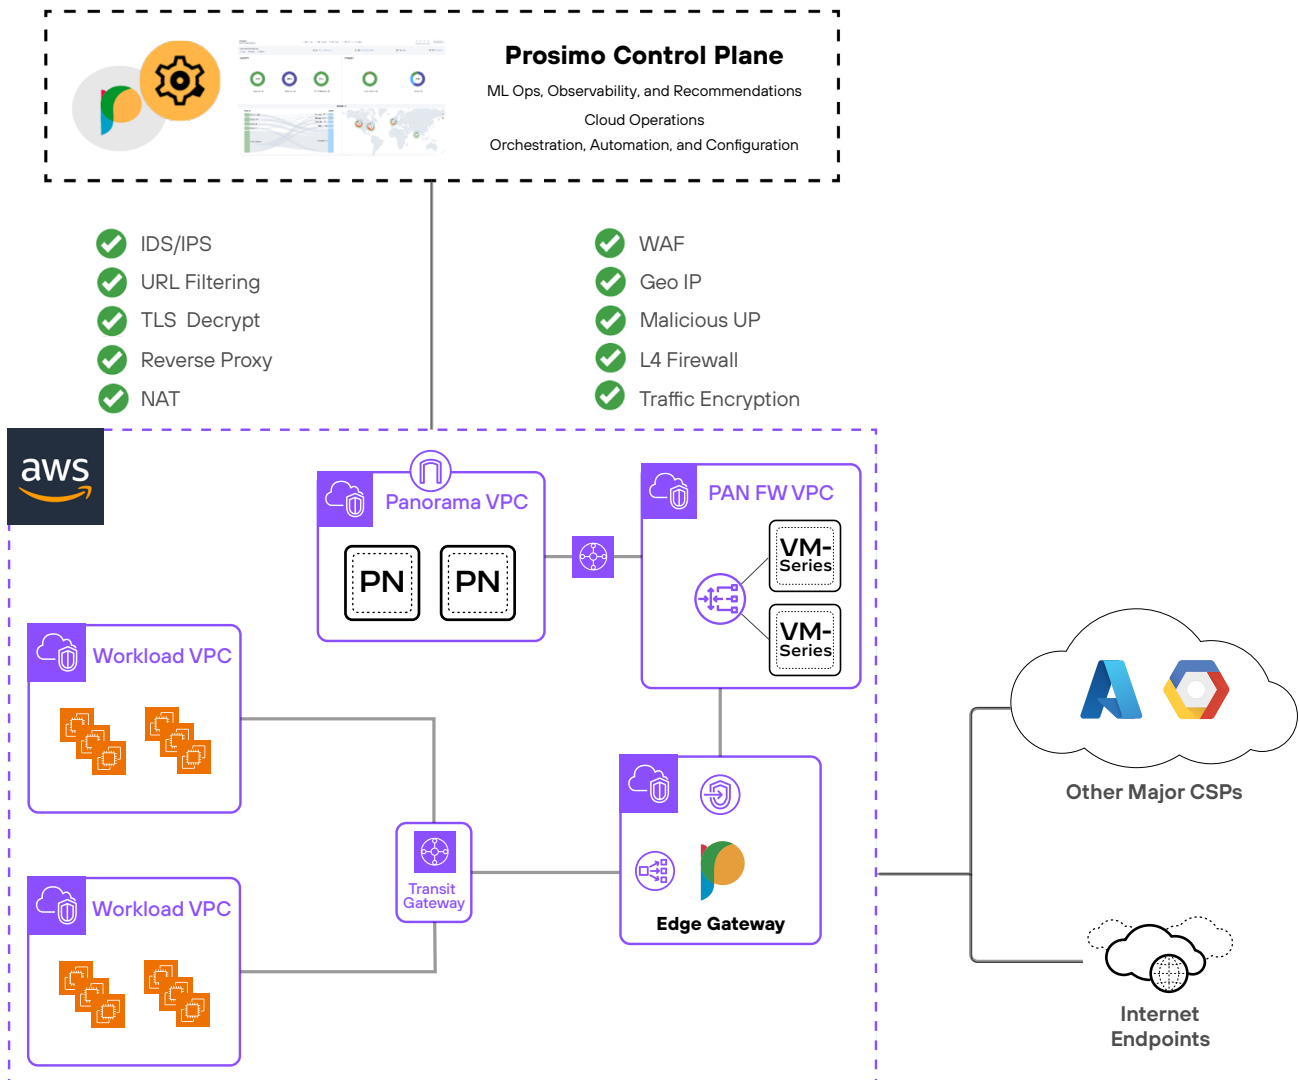 Prosimo Control Plane
ML Ops, Observability, and Recommendations
Cloud Operations
Orchestration, Automation, and Configuration
IDS/IPS
URL Filtering
TLS Decrypt
Reverse Proxy
NAT
WAF
Geo IP
Malicious UP
L4 Firewall
Traffic Encryption
aws
Panorama VPC
PN
PN
PAN FW VPC
VM-
Series
VM-
Series
Workload VPC
Transit
Gateway
Workload VPC
Edge Gateway
Other Major CSPs
Internet
Endpoints